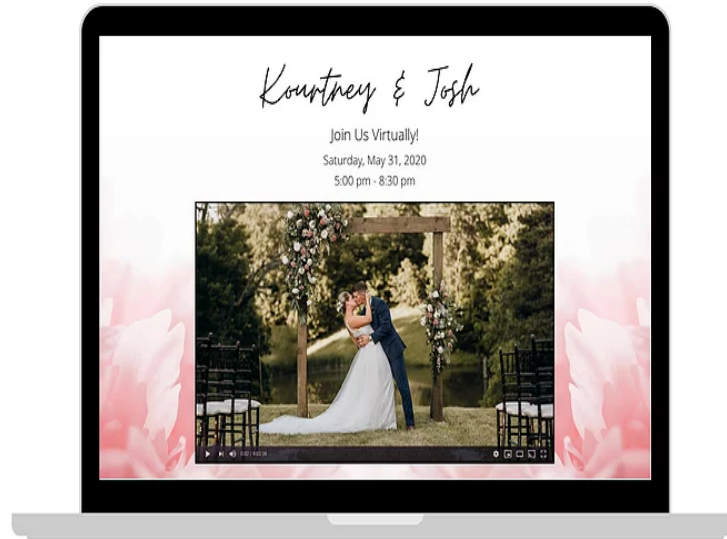 Kourtney & Josh
Join Us Virtually!
Saturday, May 31, 2020
5:00 pm - 8:30 pm